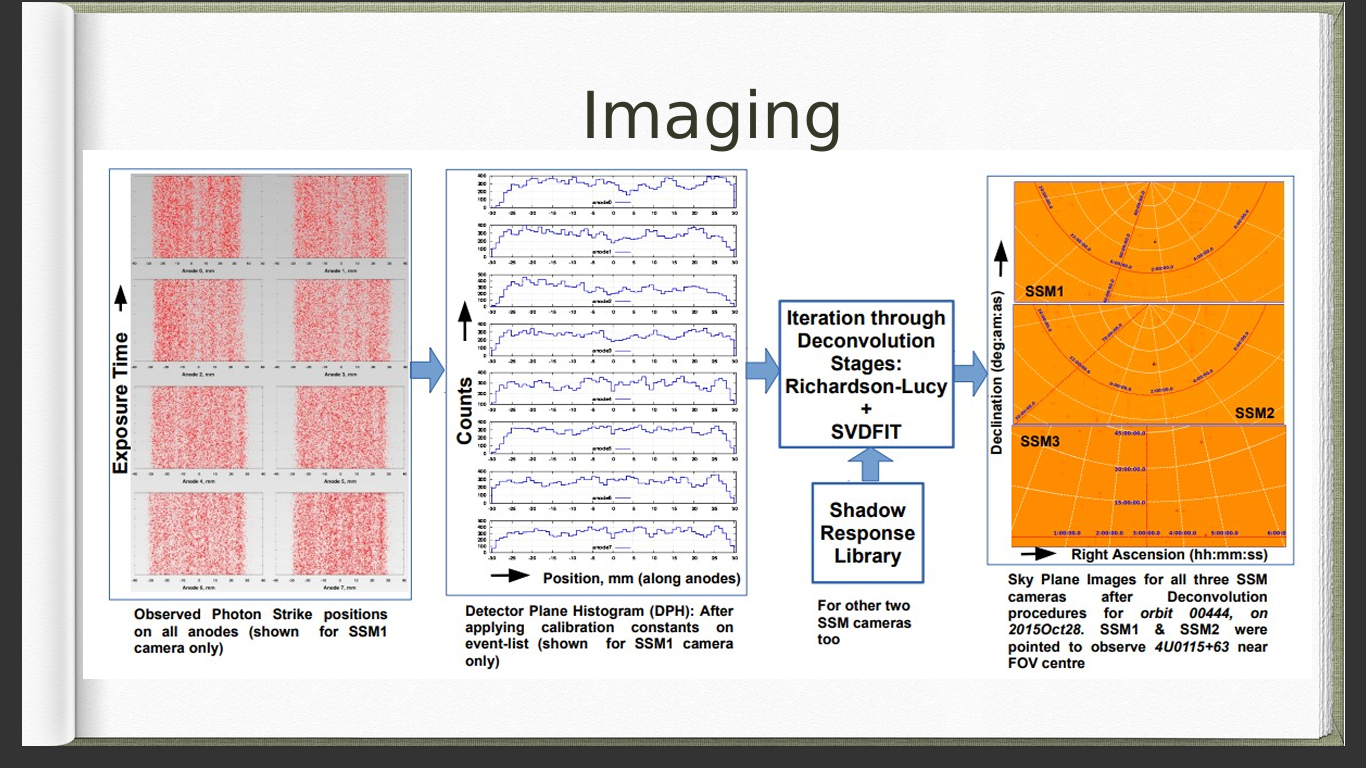 Imaging
Exposure Time
Anode 0, mm
Anode 1, mm
Anode 2, mm
Anode 3, mm
Anode 4, mm
Anode 5, mm
Anode 6, mm
Anode 7, mm
Observed Photon Strike positions
on all anodes (shown for SSM1
camera only)
Counts
anode0
anode1
anode2
anode3
anode4
anode5
anode6
anode7
Position, mm (along anodes)
Detector Plane Histogram (DPH): After
applying calibration constants on
event-list (shown for SSM1 camera
only)
Iteration through
Deconvolution
Stages:
Richardson-Lucy
+
SVDFIT
Shadow
Response
Library
For other two
SSM cameras
too
Declination (deg:am:as)
SSM1
SSM2
SSM3
45:00:00.0
30:00:00.0
15:00:00.0
1:00:00.0 2:00:00.0 3:00:00.0 4:00:00.0 5:00:00.0
Right Ascension (hh:mm:ss)
Sky Plane Images for all three SSM
cameras after Deconvolution
procedures for orbit 00444, on
2015Oct28. SSM1 & SSM2 were
pointed to observe 4U0115+63 near
FOV centre